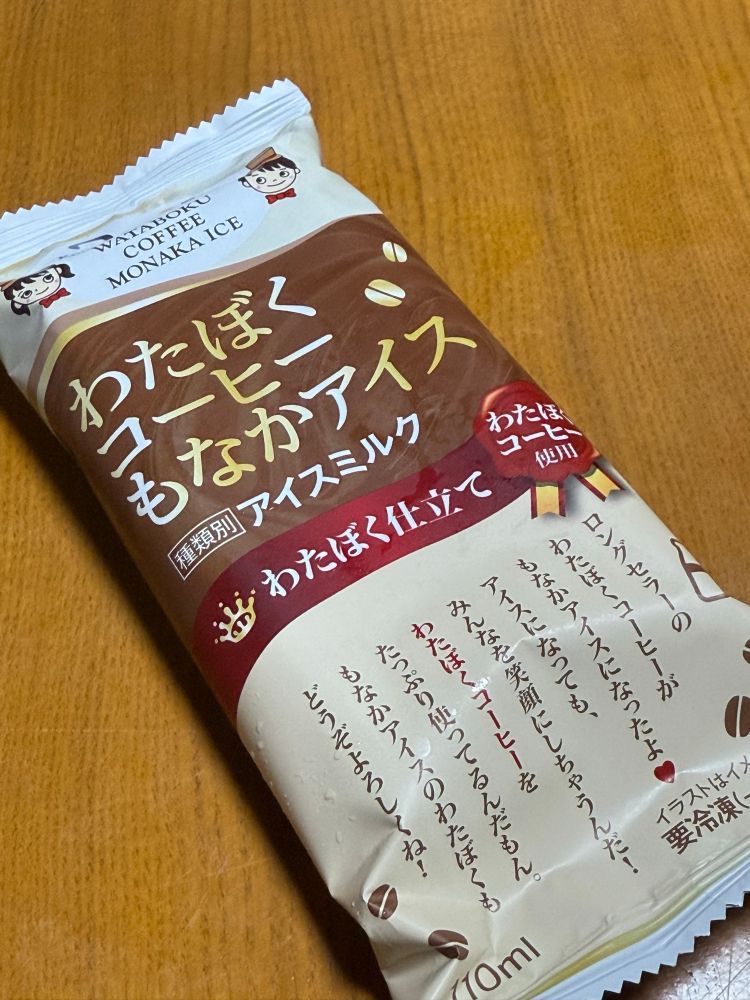 WATABOKU
COFFEE
MONAKA ICE
わたぼく
コーヒー
もなかアイス
種類別 アイスミルク
わたぼく仕立て
わたぼく
コーヒー
使用
ロングセラーの
わたぼくコーヒーが
もなかアイスになったよ♥
アイスになっても、
みんなを笑顔にしちゃうんだ!
わたぼくコーヒーを
たっぷり使ってるんだもん。
もなかアイスのわたぼくも
どうぞよろしくね!
イラストはイメ
要冷凍
ml